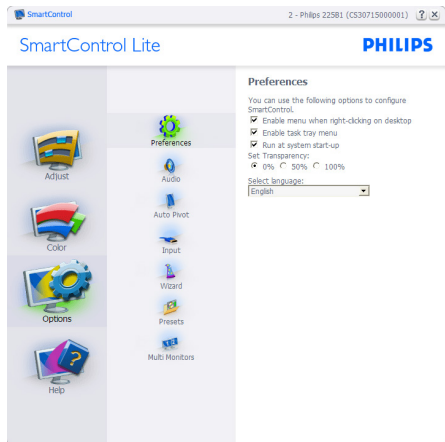 SmartControl
2 - Philips 225B1 (CS30715000001)
SmartControl Lite
PHILIPS
Adjust
Color
Options
Help
Preferences
Audio
Auto Pivot
Input
Wizard
Presets
Multi Monitors
Preferences
You can use the following options to configure
SmartControl.
Enable menu when right-clicking on desktop
Enable task tray menu
Run at system start-up
Set Transparency:
0% 50% 100%
Select language:
English